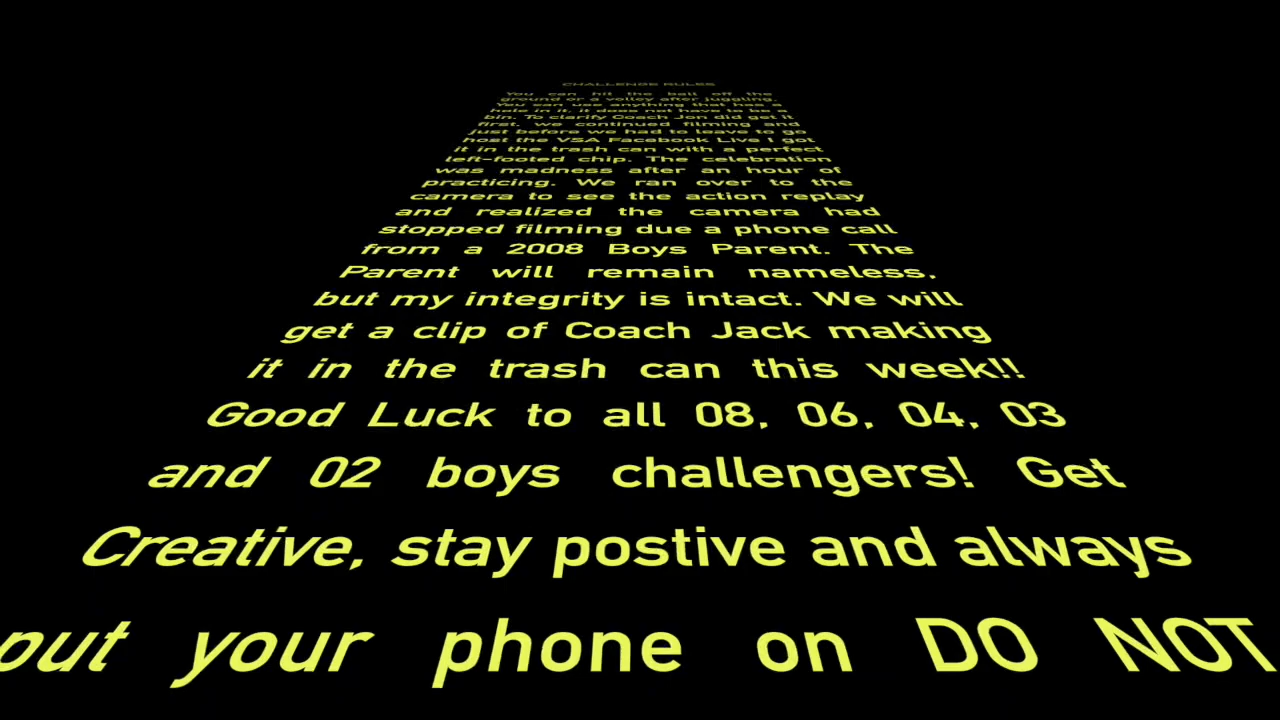 CHALLENGE RULES
You can hit the ball off the
ground or a volley after juggling.
You can use anything that has a
hole in it, it does not have to be a
bin. To clarify Coach Jon did get it
first, we continued filming and
just before we had to leave to go
host the VSA Facebook Live I got
it in the trash can with a perfect
left-footed chip. The celebration
was madness after an hour of
practicing. We ran over to the
camera to see the action replay
and realized the camera had
stopped filming due a phone call
from a 2008 Boys Parent. The
Parent will remain nameless,
but my integrity is intact. We will
get a clip of Coach Jack making
it in the trash can this week!!
Good Luck to all 08, 06, 04, 03
and 02 boys challengers! Get
Creative, stay postive and always
put your phone on DO NOT